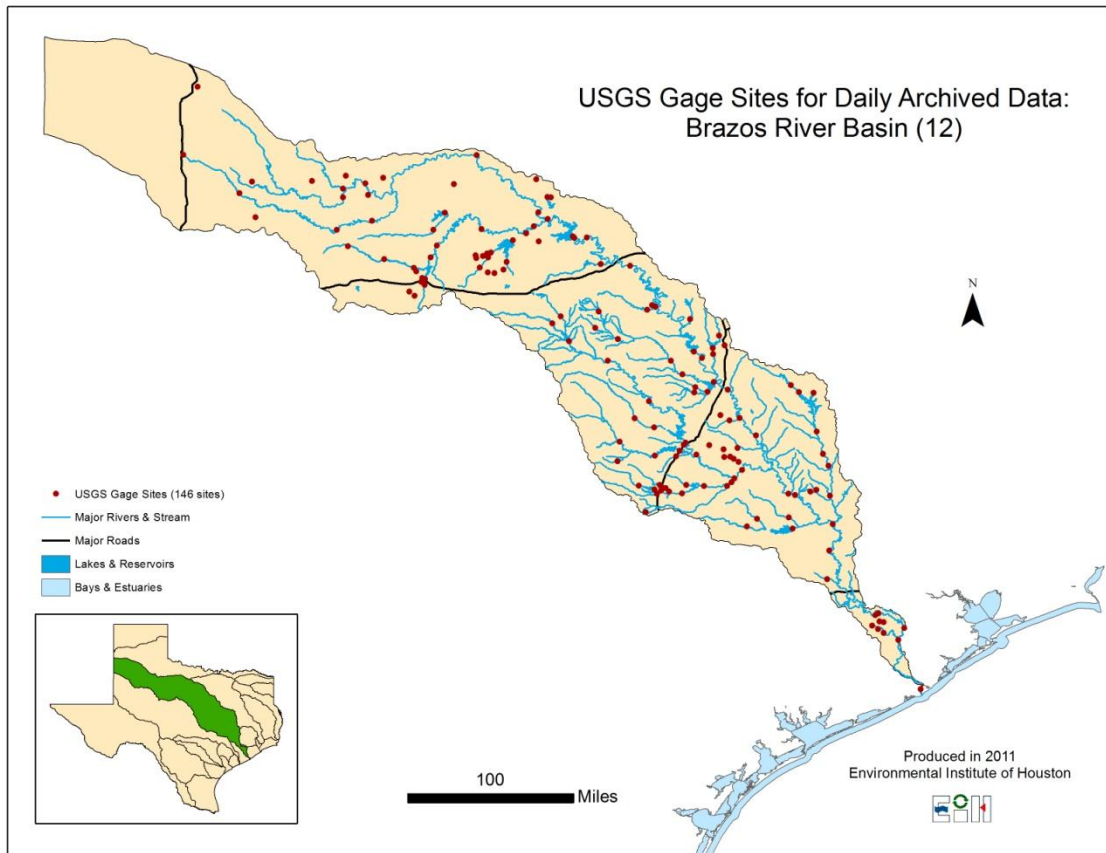 USGS Gage Sites for Daily Archived Data:
Brazos River Basin (12)
N
USGS Gage Sites (146 sites)
Major Rivers & Stream
Major Roads
Lakes & Reservoirs
Bays & Estuaries
100
Miles
Produced in 2011
Environmental Institute of Houston
EIH